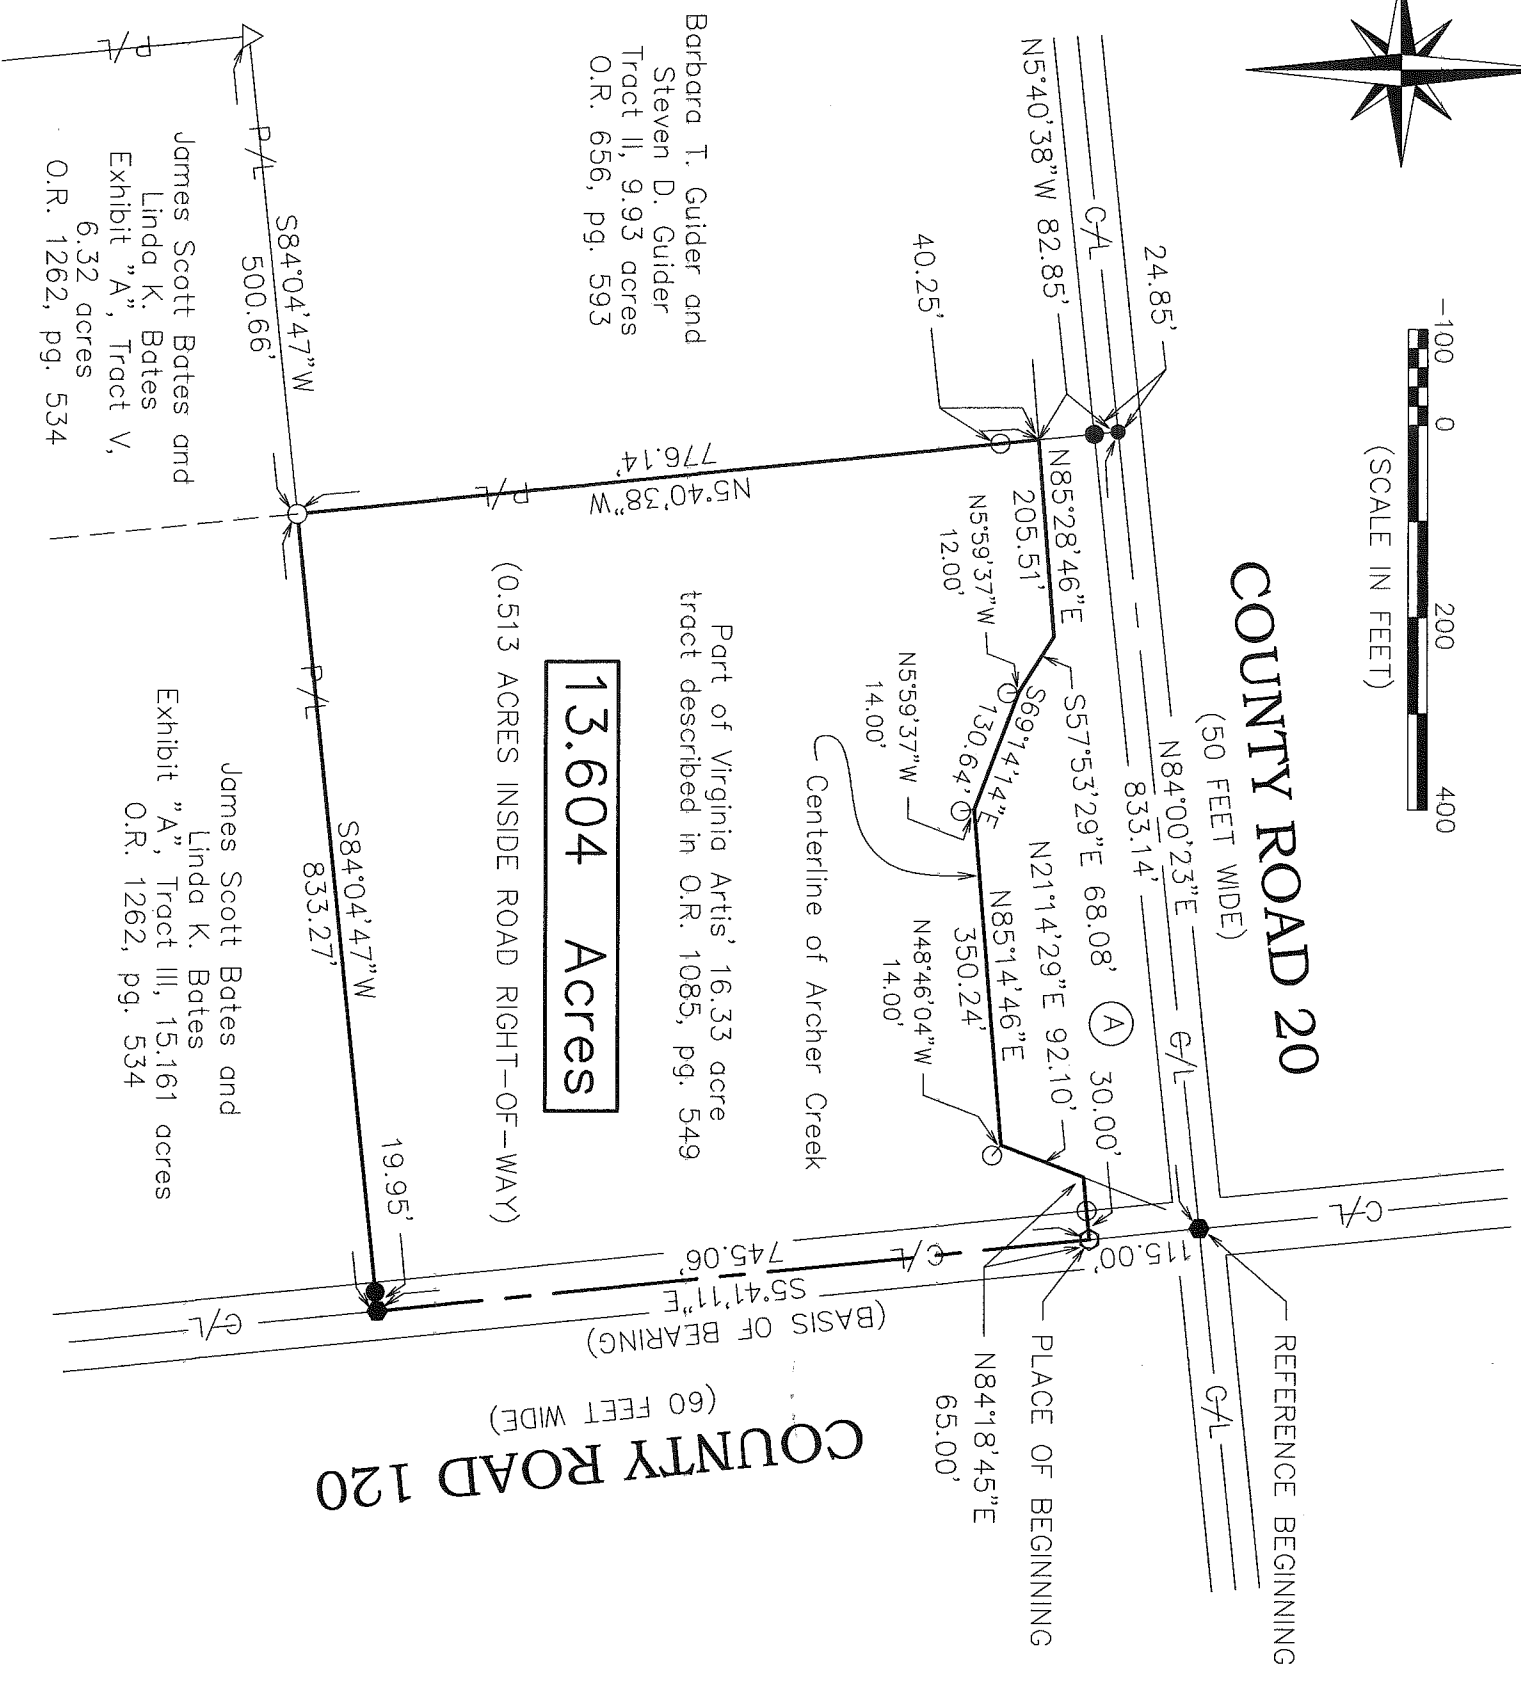 -100 0 200 400
(SCALE IN FEET)
COUNTY ROAD 20
(50 FEET WIDE)
N84°00'23"E
833.14'
24.85'
N5°40'38"W 82.85'
C/L
40.25'
N85°28'46"E
205.51'
N5°59'37"W
12.00'
S57°53'29"E 68.08'
S69°14'14"E
130.64'
N5°59'37"W
14.00'
N85°14'46"E
350.24'
N21°14'29"E 92.10'
N48°46'04"W
14.00'
A
30.00'
C/L
C/L
C/L
115.00'
REFERENCE BEGINNING
PLACE OF BEGINNING
N84°18'45"E
65.00'
Centerline of Archer Creek
Barbara T. Guider and
Steven D. Guider
Tract II, 9.93 acres
O.R. 656, pg. 593
N5°40'38"W
776.14'
P/L
Part of Virginia Artis' 16.33 acre
tract described in O.R. 1085, pg. 549
13.604 Acres
(0.513 ACRES INSIDE ROAD RIGHT-OF-WAY)
C/L
745.06'
S5°41'11"E
(BASIS OF BEARING)
(60 FEET WIDE)
COUNTY ROAD 120
C/L
19.95'
S84°04'47"W
833.27'
P/L
S84°04'47"W
500.66'
P/L
P/L
James Scott Bates and
Linda K. Bates
Exhibit "A", Tract V,
6.32 acres
O.R. 1262, pg. 534
James Scott Bates and
Linda K. Bates
Exhibit "A", Tract III, 15.161 acres
O.R. 1262, pg. 534